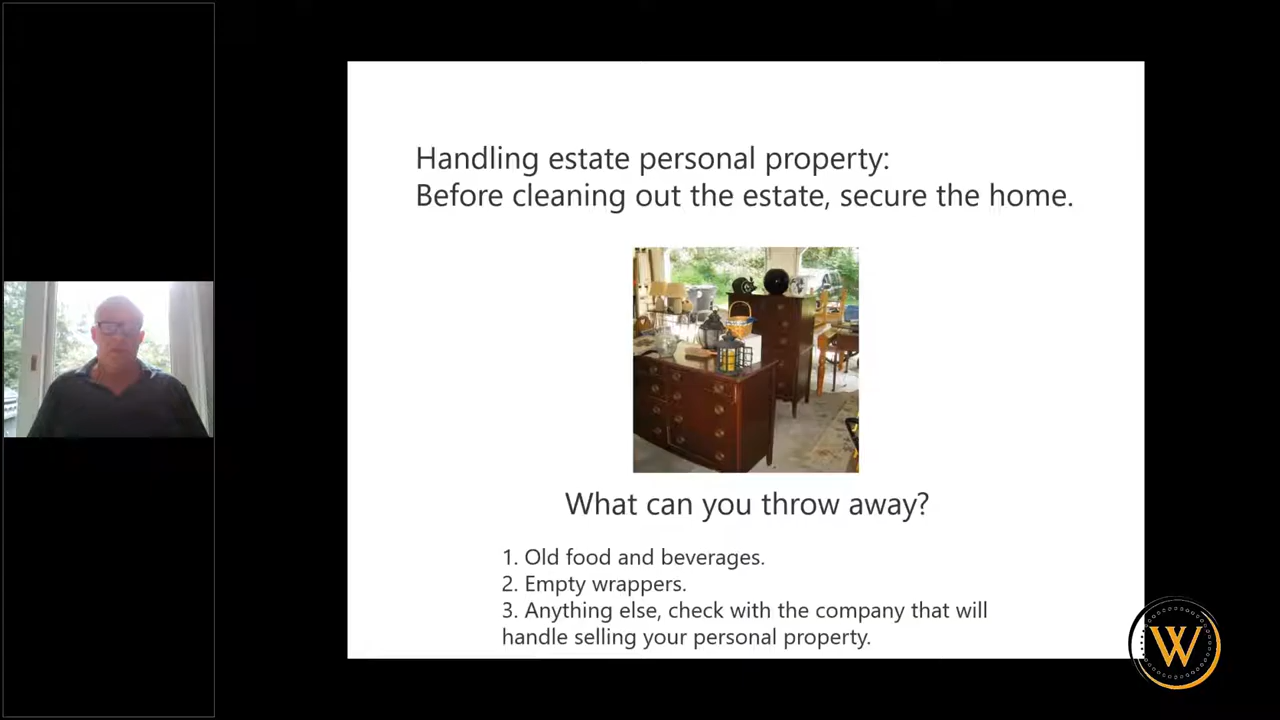 Handling estate personal property:
Before cleaning out the estate, secure the home.
What can you throw away?
1. Old food and beverages.
2. Empty wrappers.
3. Anything else, check with the company that will
handle selling your personal property.
W